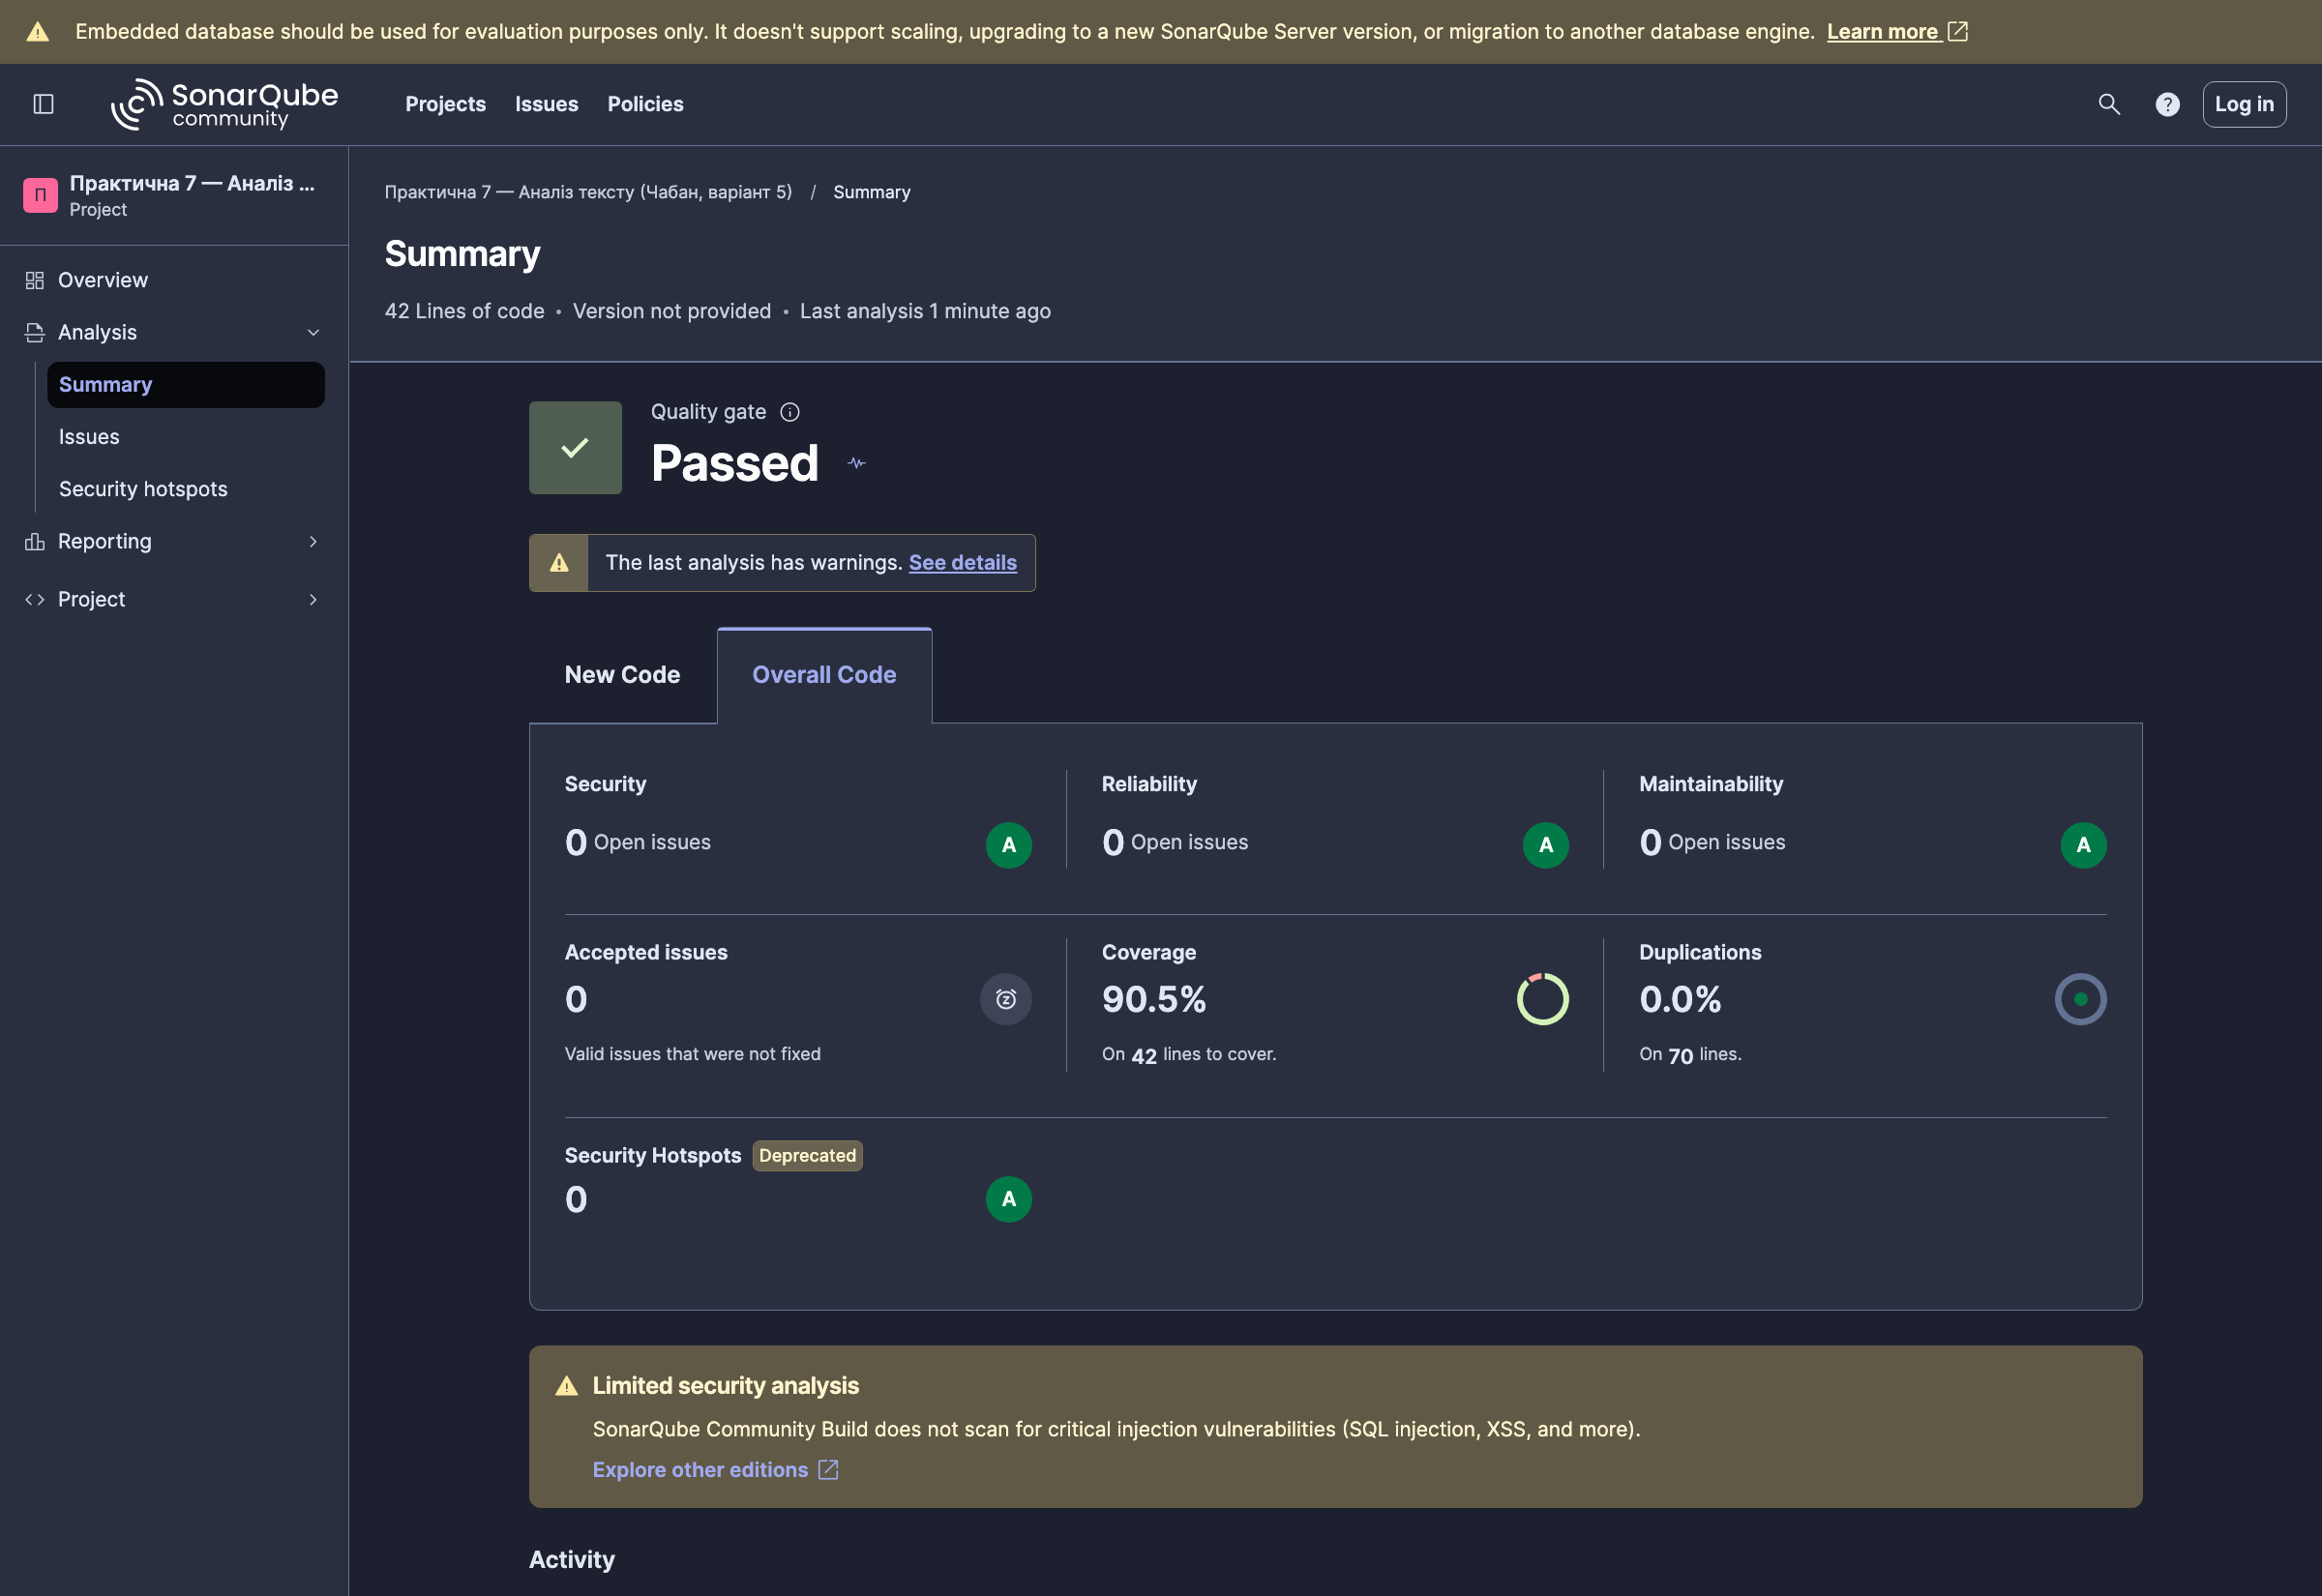 Embedded database should be used for evaluation purposes only. It doesn't support scaling, upgrading to a new SonarQube Server version, or migration to another database engine. Learn more
SonarQube community
Projects Issues Policies
? Log in
П Практична 7 — Аналіз ...
Project
Overview
Analysis
Summary
Issues
Security hotspots
Reporting
Project
Практична 7 — Аналіз тексту (Чабан, варіант 5) / Summary
Summary
42 Lines of code • Version not provided • Last analysis 1 minute ago
Quality gate
Passed
The last analysis has warnings. See details
New Code Overall Code
Security Reliability Maintainability
0 Open issues A 0 Open issues A 0 Open issues A
Accepted issues Coverage Duplications
0 90.5% 0.0%
Valid issues that were not fixed On 42 lines to cover. On 70 lines.
Security Hotspots Deprecated
0 A
Limited security analysis
SonarQube Community Build does not scan for critical injection vulnerabilities (SQL injection, XSS, and more).
Explore other editions
Activity